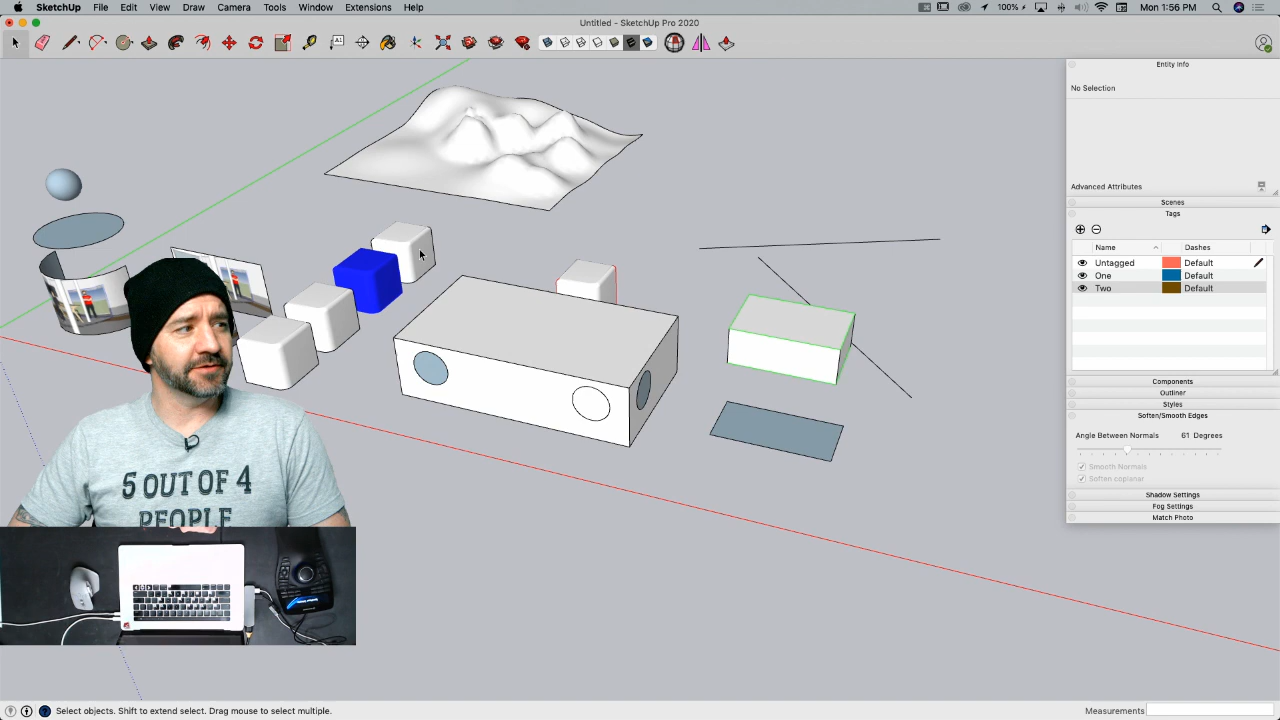 SketchUp File Edit View Draw Camera Tools Window Extensions Help 100% Mon 1:56 PM
Untitled - SketchUp Pro 2020
Entity Info
No Selection
Advanced Attributes
Scenes
Tags
Name Dashes
Untagged Default
One Default
Two Default
Components
Outliner
Styles
Soften/Smooth Edges
Angle Between Normals 61 Degrees
Smooth Normals
Soften coplanar
Shadow Settings
Fog Settings
Match Photo
5 OUT OF 4
PEOPLE
Select objects. Shift to extend select. Drag mouse to select multiple.
Measurements